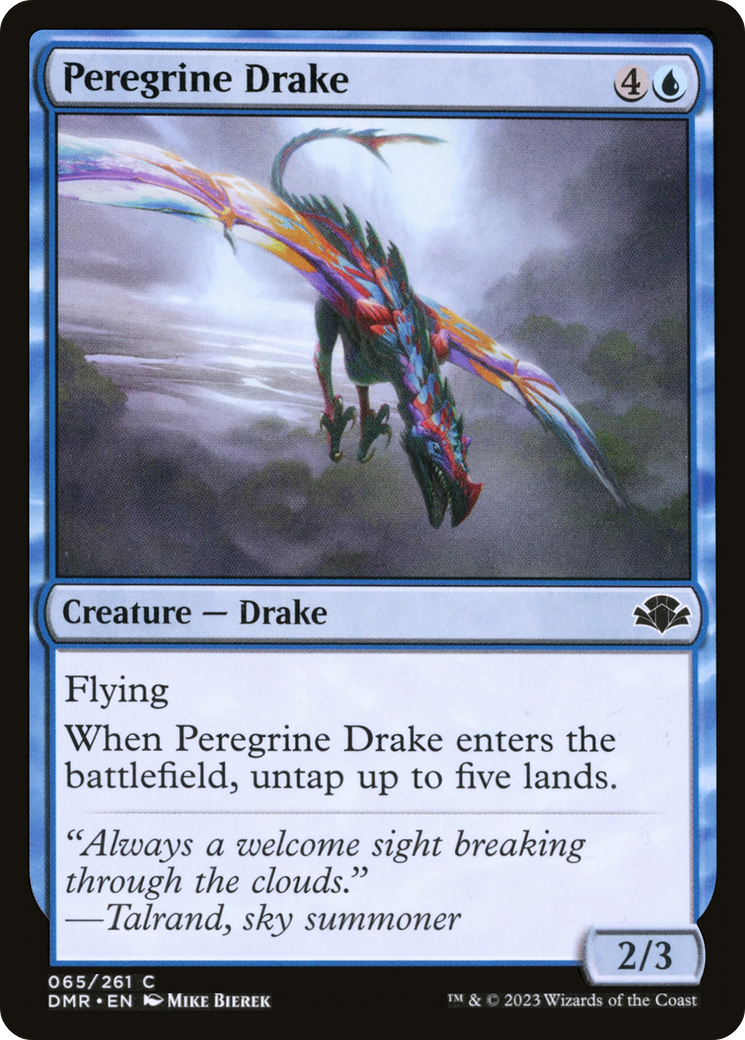 Peregrine Drake
4
Creature — Drake
Flying
When Peregrine Drake enters the
battlefield, untap up to five lands.
“Always a welcome sight breaking
through the clouds.”
—Talrand, sky summoner
2/3
065/261 C
DMR • EN Mike Bierek
™ & © 2023 Wizards of the Coast